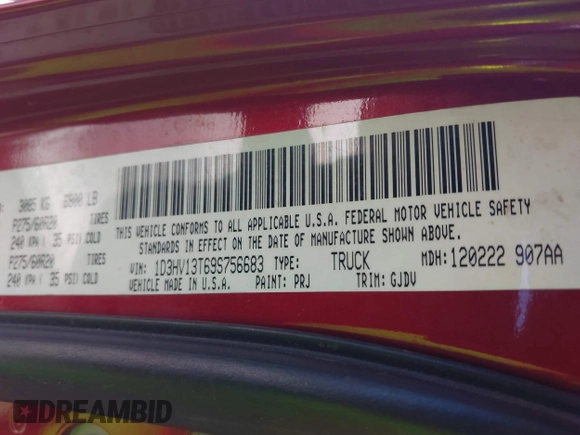 3085 KG 6800 LB
P275/60R20 TIRES
240 KPA ( 35 PSI) COLD
P275/60R20 TIRES
240 KPA ( 35 PSI) COLD
THIS VEHICLE CONFORMS TO ALL APPLICABLE U.S.A. FEDERAL MOTOR VEHICLE SAFETY
STANDARDS IN EFFECT ON THE DATE OF MANUFACTURE SHOWN ABOVE.
VIN: 1D3HV13T69S756683 TYPE: TRUCK MDH: 120222 907AA
VEHICLE MADE IN U.S.A. PAINT: PRJ TRIM: GJDV
DREAMBID